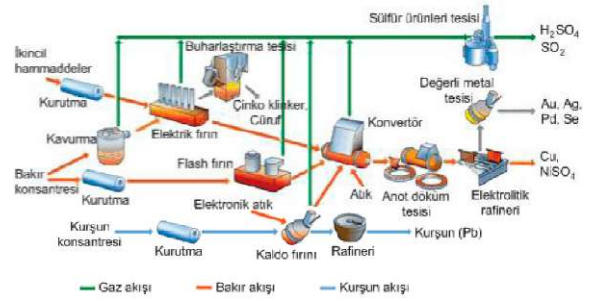 Sülfür ürünleri tesisi
H₂SO₄
SO₂
İkincil
hammaddeler
Buharlaştırma tesisi
Kurutma
Çinko klinker,
Cüruf
Değerli metal
tesisi
Au, Ag,
Pd, Se
Kavurma
Elektrik fırın
Konvertör
Flash fırın
Cu,
NiSO₄
Bakır
konsantresi
Kurutma
Atık
Anot döküm
tesisi
Elektrolitik
rafineri
Elektronik atık
Kurşun
konsantresi
Kurutma
Kaldo fırını
Rafineri
Kurşun (Pb)
Gaz akışı
Bakır akışı
Kurşun akışı